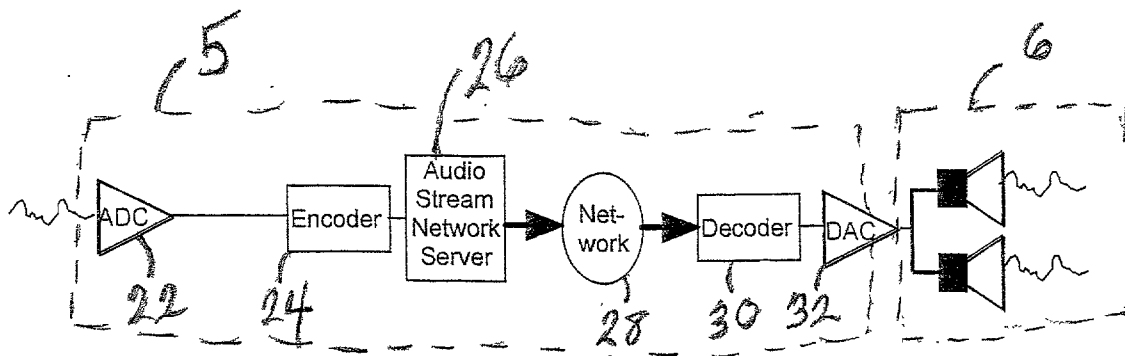 5
26
6
ADC
Encoder
Audio
Stream
Network
Server
Net-
work
Decoder
DAC
22
24
28
30
32